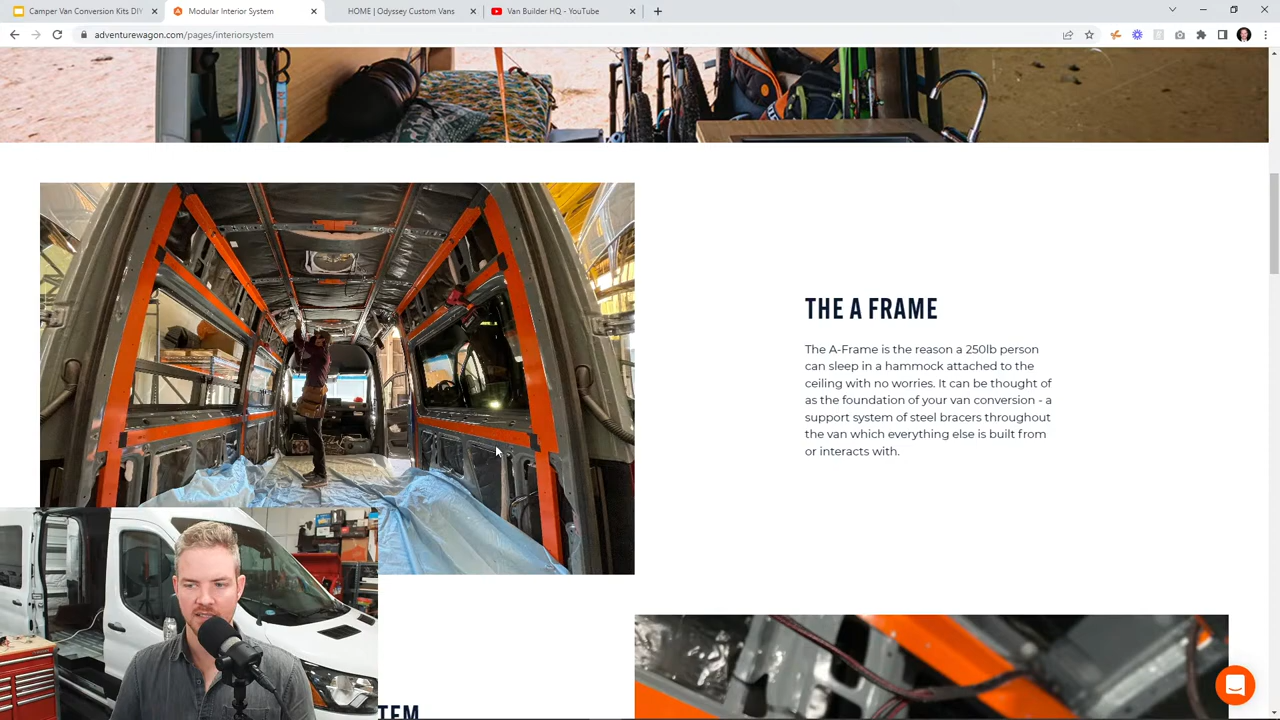 Camper Van Conversion Kits DIY
Modular Interior System
HOME | Odyssey Custom Vans
Van Builder HQ - YouTube
adventurewagon.com/pages/interiorsystem
THE A FRAME
The A-Frame is the reason a 250lb person
can sleep in a hammock attached to the
ceiling with no worries. It can be thought of
as the foundation of your van conversion - a
support system of steel bracers throughout
the van which everything else is built from
or interacts with.
TEM